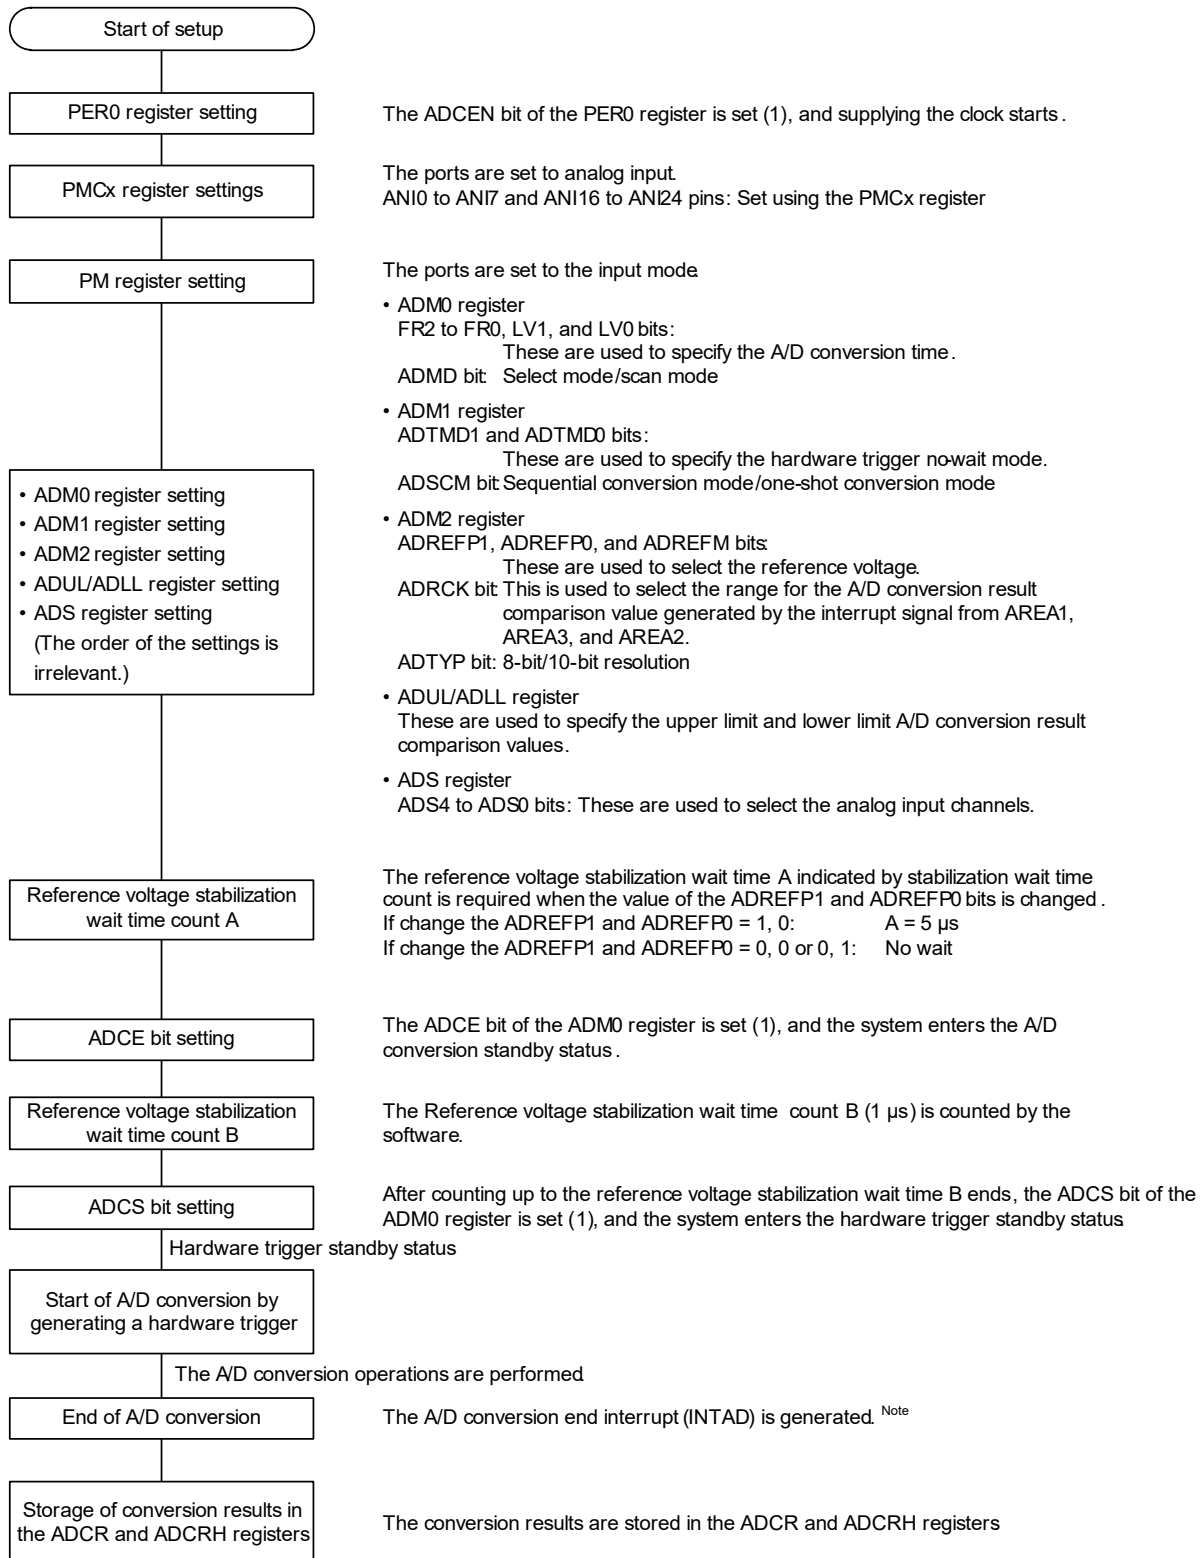 Start of setup
PER0 register setting
The ADCEN bit of the PER0 register is set (1), and supplying the clock starts.
PMCx register settings
The ports are set to analog input.
ANI0 to ANI7 and ANI16 to ANI24 pins: Set using the PMCx register
PM register setting
The ports are set to the input mode.
• ADM0 register setting
• ADM1 register setting
• ADM2 register setting
• ADUL/ADLL register setting
• ADS register setting
(The order of the settings is
irrelevant.)
• ADM0 register
FR2 to FR0, LV1, and LV0 bits:
These are used to specify the A/D conversion time.
ADMD bit: Select mode/scan mode
• ADM1 register
ADTMD1 and ADTMD0 bits:
These are used to specify the hardware trigger no-wait mode.
ADSCM bit: Sequential conversion mode/one-shot conversion mode
• ADM2 register
ADREFP1, ADREFP0, and ADREFM bits:
These are used to select the reference voltage.
ADRCK bit: This is used to select the range for the A/D conversion result
comparison value generated by the interrupt signal from AREA1,
AREA3, and AREA2.
ADTYP bit: 8-bit/10-bit resolution
• ADUL/ADLL register
These are used to specify the upper limit and lower limit A/D conversion result
comparison values.
• ADS register
ADS4 to ADS0 bits: These are used to select the analog input channels.
Reference voltage stabilization
wait time count A
The reference voltage stabilization wait time A indicated by stabilization wait time
count is required when the value of the ADREFP1 and ADREFP0 bits is changed.
If change the ADREFP1 and ADREFP0 = 1, 0: A = 5 µs
If change the ADREFP1 and ADREFP0 = 0, 0 or 0, 1: No wait
ADCE bit setting
The ADCE bit of the ADM0 register is set (1), and the system enters the A/D
conversion standby status.
Reference voltage stabilization
wait time count B
The Reference voltage stabilization wait time count B (1 µs) is counted by the
software.
ADCS bit setting
After counting up to the reference voltage stabilization wait time B ends, the ADCS bit of the
ADM0 register is set (1), and the system enters the hardware trigger standby status.
Hardware trigger standby status
Start of A/D conversion by
generating a hardware trigger
The A/D conversion operations are performed.
End of A/D conversion
The A/D conversion end interrupt (INTAD) is generated. Note
Storage of conversion results in
the ADCR and ADCRH registers
The conversion results are stored in the ADCR and ADCRH registers